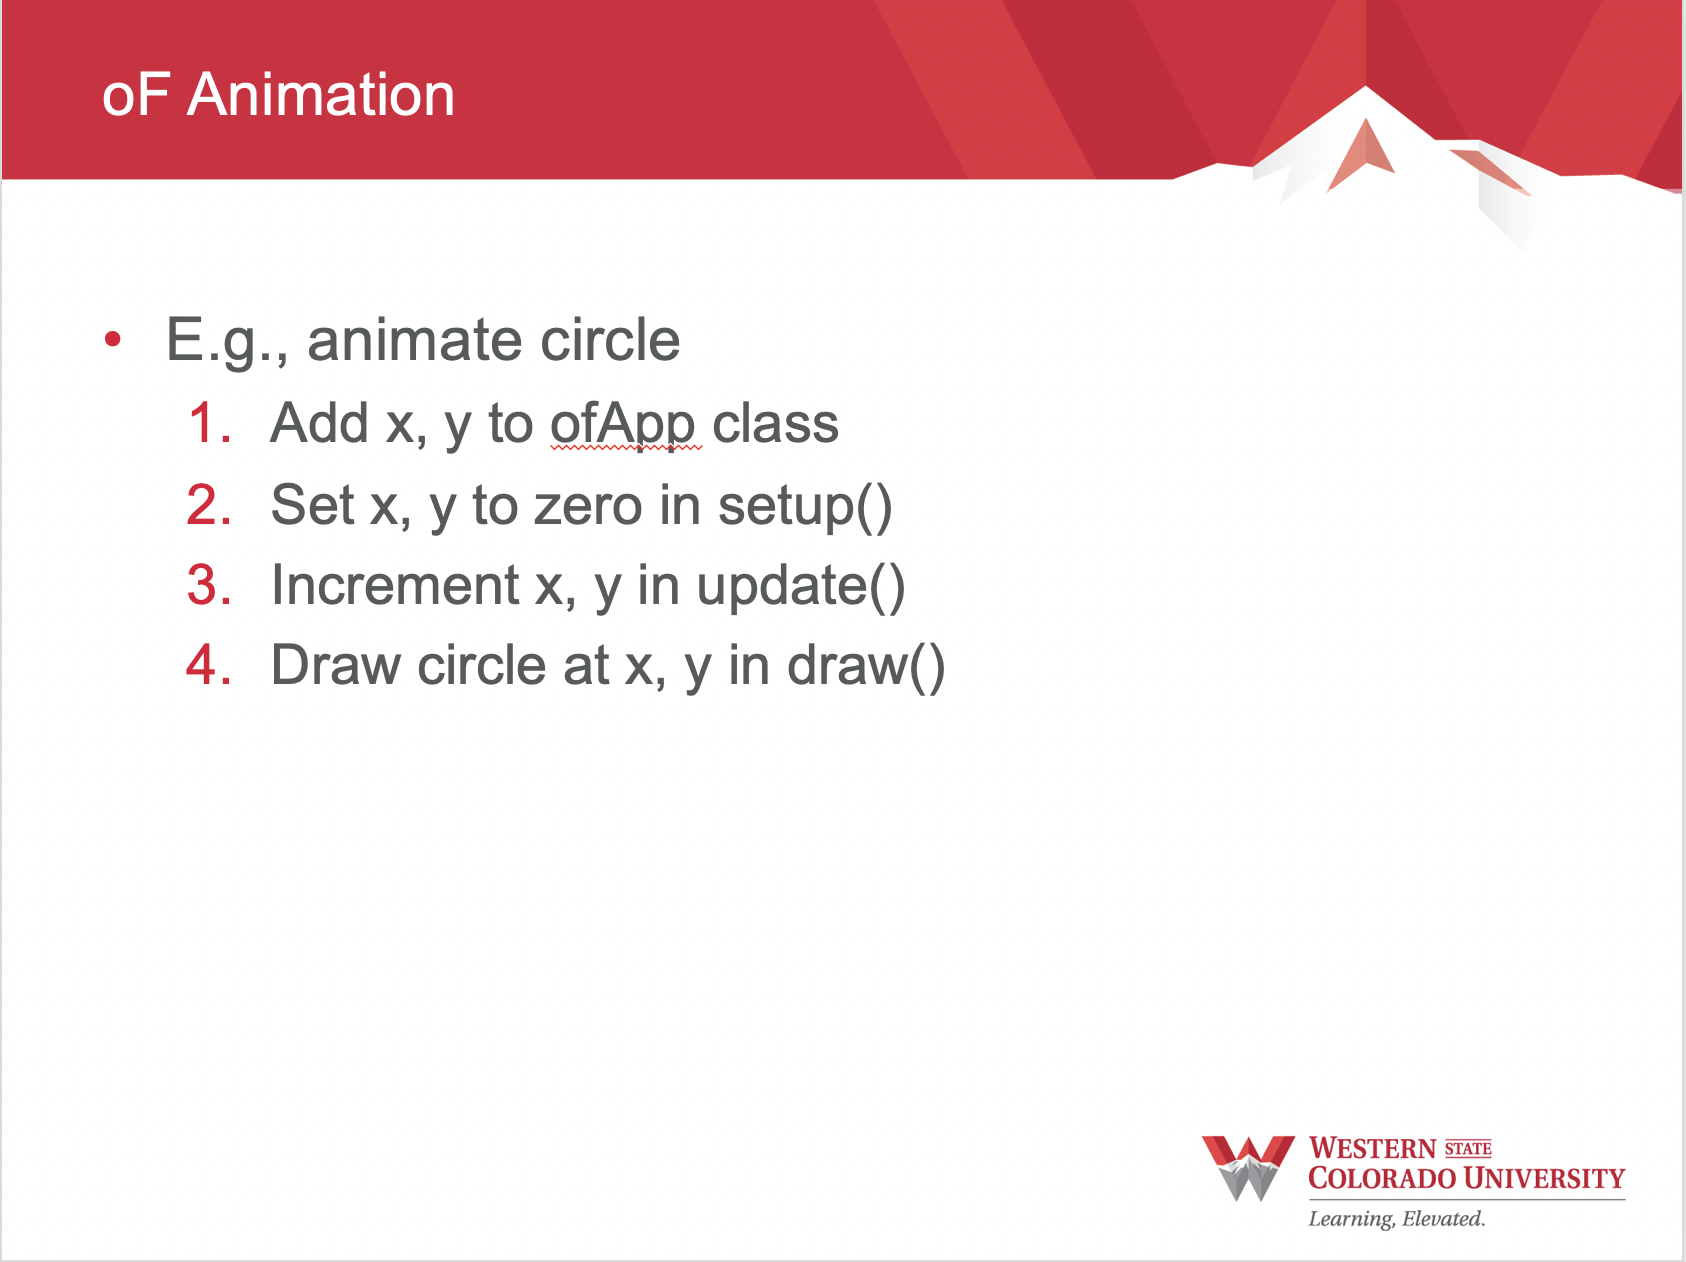 oF Animation
• E.g., animate circle
1. Add x, y to ofApp class
2. Set x, y to zero in setup()
3. Increment x, y in update()
4. Draw circle at x, y in draw()
WESTERN STATE
COLORADO UNIVERSITY
Learning, Elevated.